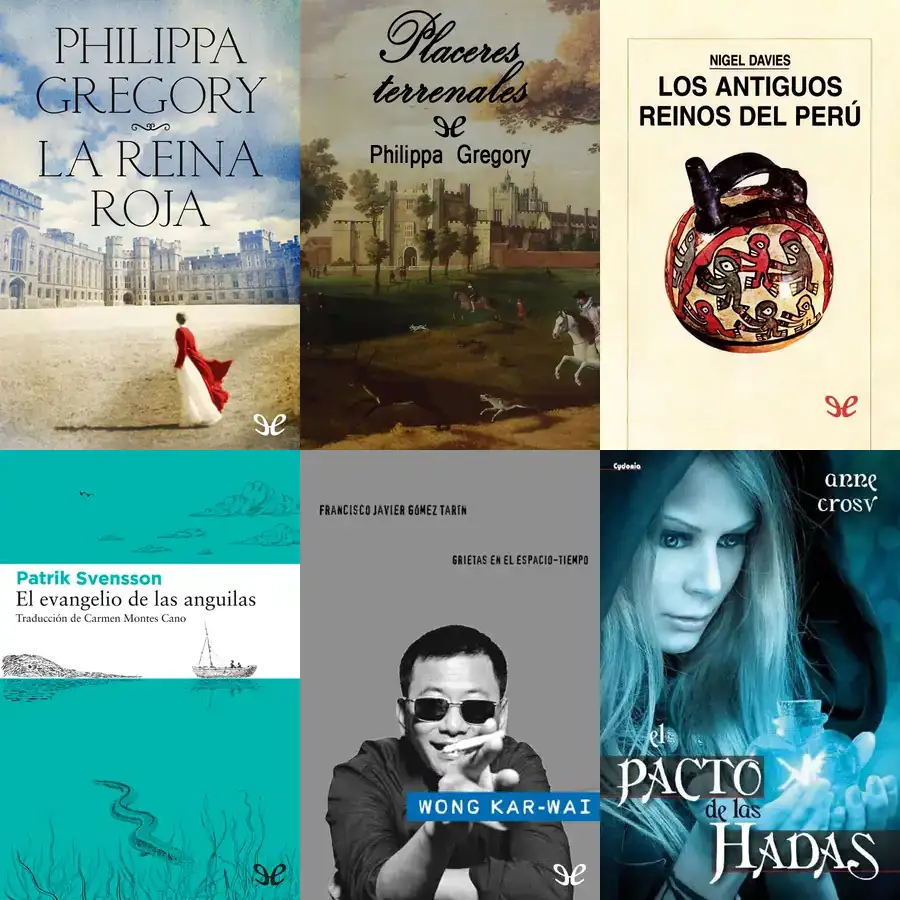 PHILIPPA
GREGORY
LA REINA
ROJA
Placeres
terrenales
Philippa Gregory
NIGEL DAVIES
LOS ANTIGUOS
REINOS DEL PERÚ
Patrik Svensson
El evangelio de las anguilas
Traducción de Carmen Montes Cano
FRANCISCO JAVIER GÓMEZ TARÍN
GRIETAS EN EL ESPACIO-TIEMPO
WONG KAR-WAI
Cydonia
anne
crosv
el
PACTO
de las
HADAS